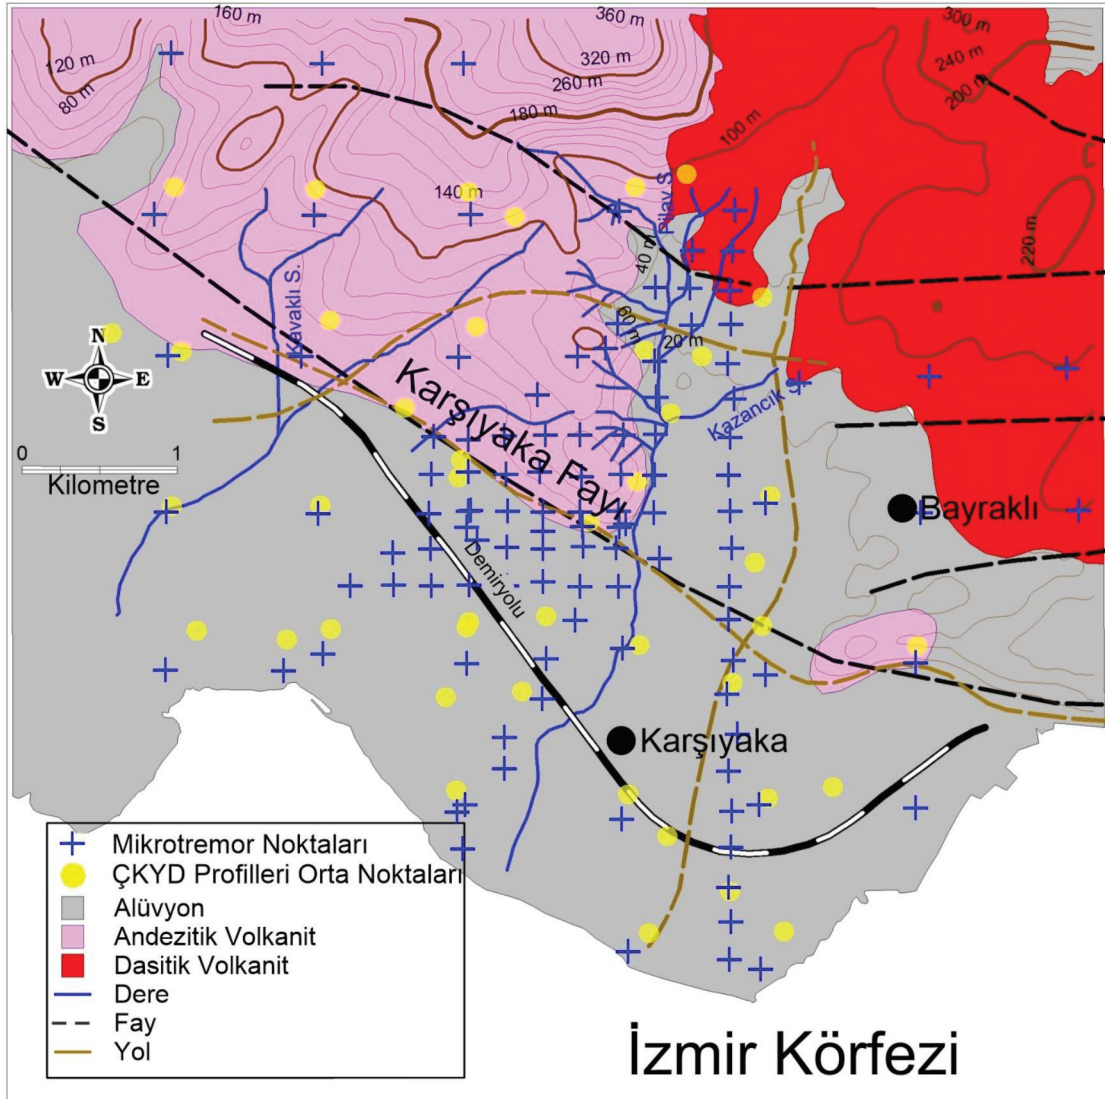 160 m
360 m
300 m
120 m
320 m
240 m
80 m
260 m
200 m
180 m
100 m
140 m
Pilav S.
220 m
40 m
Kavaklı S.
60 m
20 m
N
W E
S
Karşıyaka Fayı
Kazancık S.
0 1
Kilometre
Bayraklı
Demiryolu
Karşıyaka
Mikrotremor Noktaları
ÇKYD Profilleri Orta Noktaları
Alüvyon
Andezitik Volkanit
Dasitik Volkanit
Dere
Fay
Yol
İzmir Körfezi